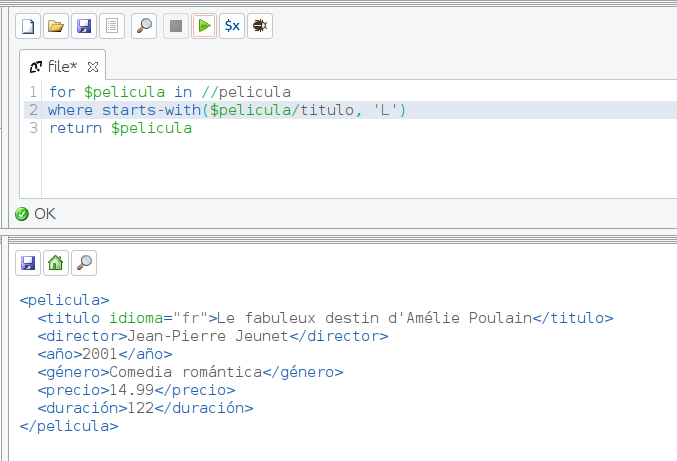 $x
file*
1 for $pelicula in //pelicula
2 where starts-with($pelicula/titulo, 'L')
3 return $pelicula
OK
<pelicula>
  <titulo idioma="fr">Le fabuleux destin d'Amélie Poulain</titulo>
  <director>Jean-Pierre Jeunet</director>
  <año>2001</año>
  <género>Comedia romántica</género>
  <precio>14.99</precio>
  <duración>122</duración>
</pelicula>